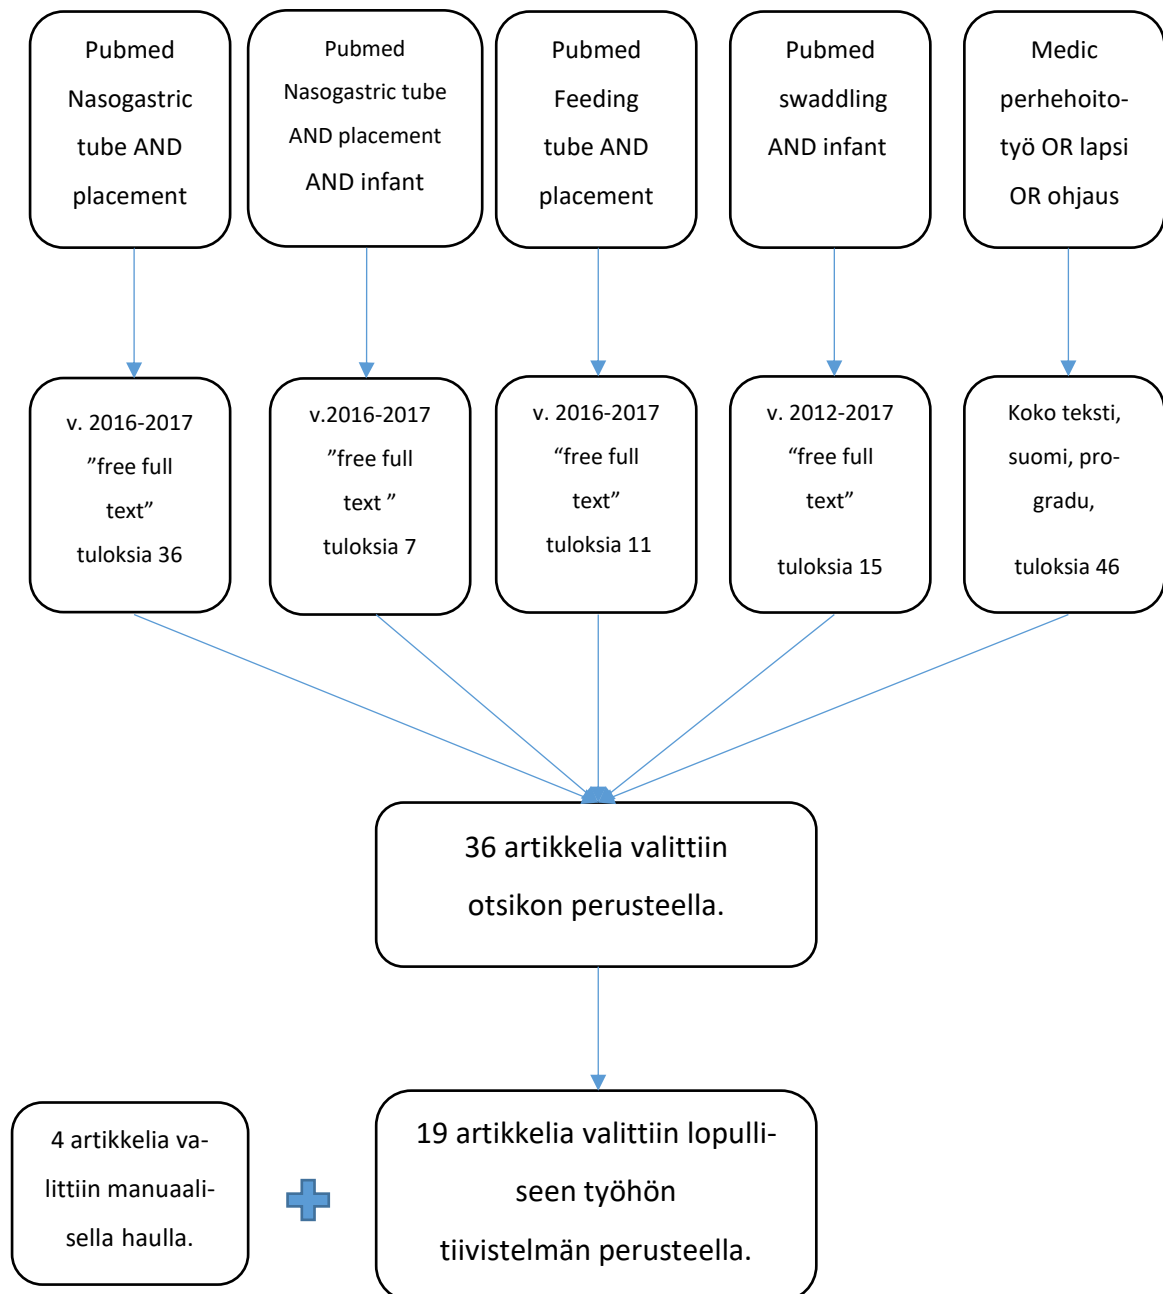 Pubmed
Nasogastric
tube AND
placement
Pubmed
Nasogastric tube
AND placement
AND infant
Pubmed
Feeding
tube AND
placement
Pubmed
swaddling
AND infant
Medic
perhehoito-
työ OR lapsi
OR ohjaus
v. 2016-2017
”free full
text”
tuloksia 36
v.2016-2017
”free full
text ”
tuloksia 7
v. 2016-2017
“free full
text”
tuloksia 11
v. 2012-2017
“free full
text”
tuloksia 15
Koko teksti,
suomi, pro-
gradu,
tuloksia 46
36 artikkelia valittiin
otsikon perusteella.
4 artikkelia va-
littiin manuaali-
sella haulla.
19 artikkelia valittiin lopulli-
seen työhön
tiivistelmän perusteella.